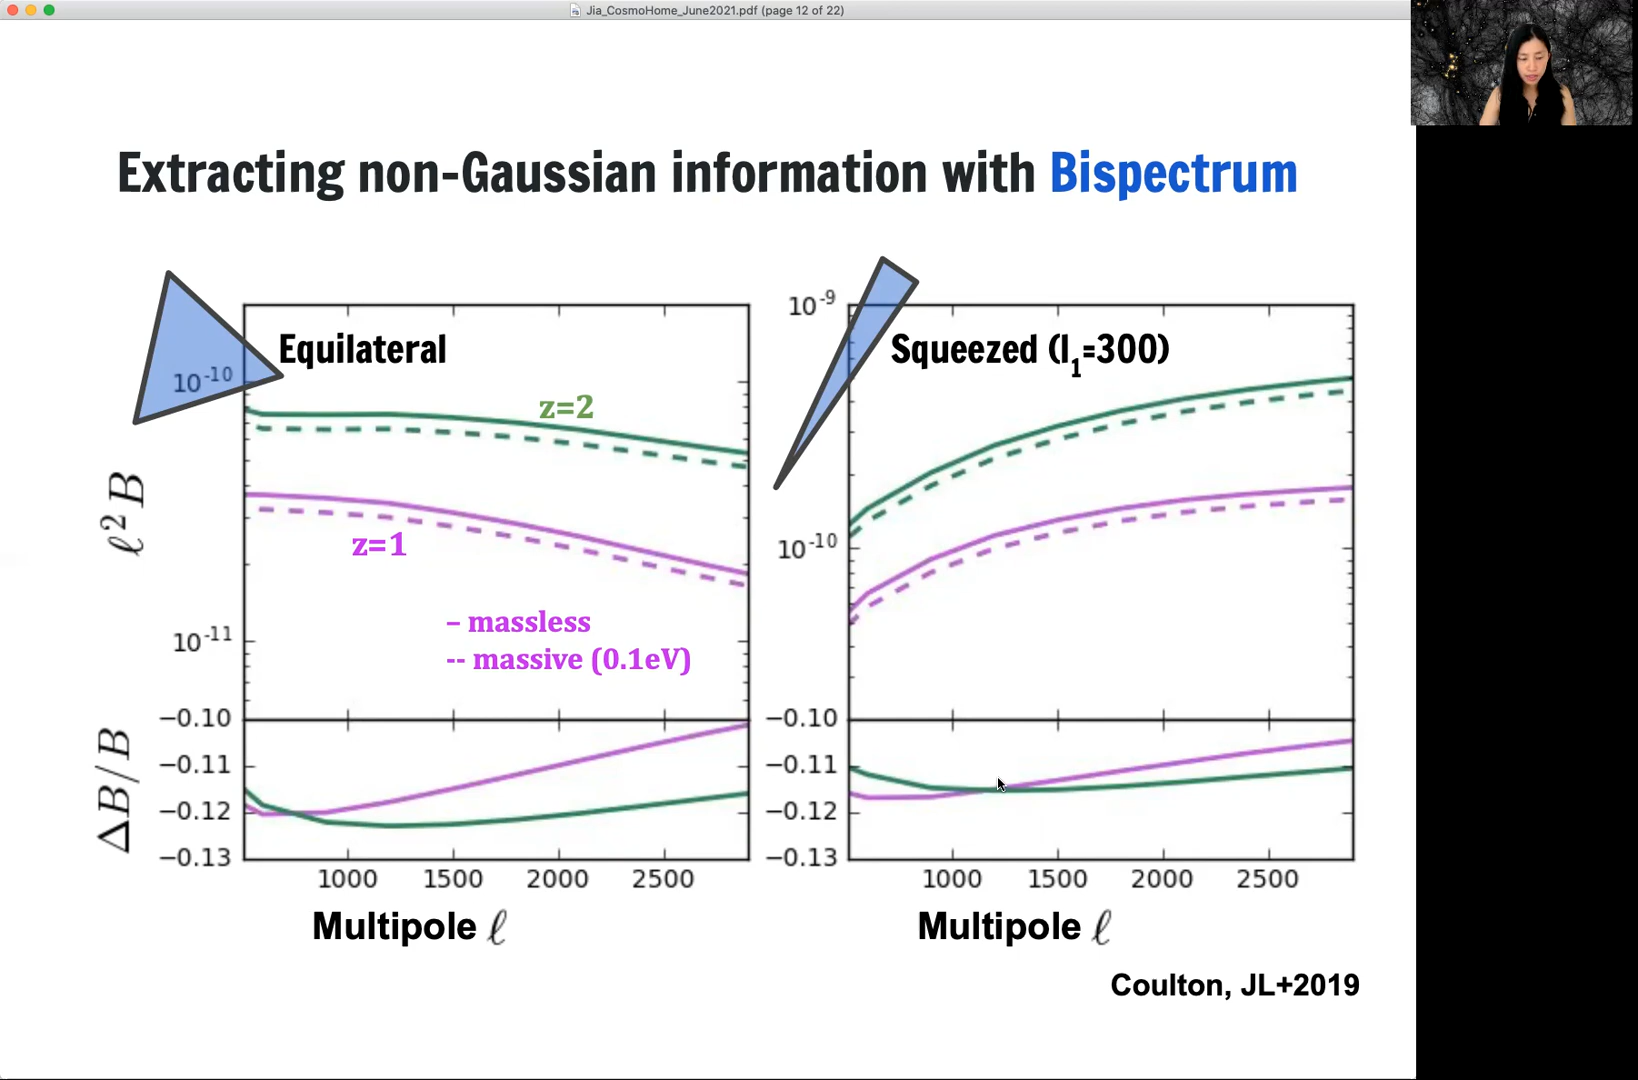 Jia_CosmoHome_June2021.pdf (page 12 of 22)
Extracting non-Gaussian information with Bispectrum
Equilateral
Squeezed (l₁=300)
10⁻⁹
10⁻¹⁰
z=2
ℓ² B
z=1
10⁻¹⁰
– massless
-- massive (0.1eV)
10⁻¹¹
−0.10
−0.11
−0.12
−0.13
ΔB/B
−0.10
−0.11
−0.12
−0.13
1000 1500 2000 2500
1000 1500 2000 2500
Multipole ℓ
Multipole ℓ
Coulton, JL+2019